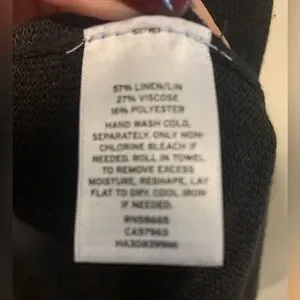 57% LINEN/LIN
27% VISCOSE
16% POLYESTER
HAND WASH COLD,
SEPARATELY. ONLY NON-
CHLORINE BLEACH IF
NEEDED. ROLL IN TOWEL
TO REMOVE EXCESS
MOISTURE, RESHAPE, LAY
FLAT TO DRY. COOL IRON
IF NEEDED.
RN58665
CA57963